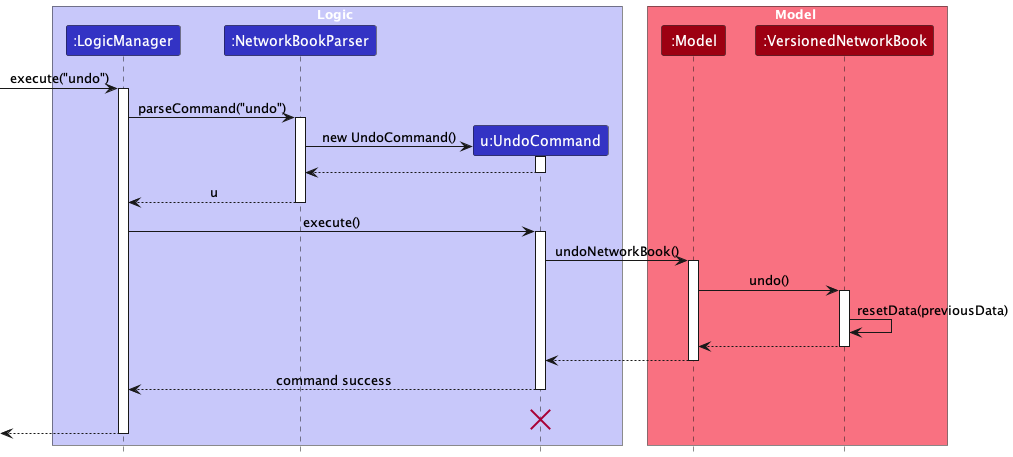 Logic
Model
:LogicManager
:NetworkBookParser
:Model
:VersionedNetworkBook
execute("undo")
parseCommand("undo")
new UndoCommand()
u:UndoCommand
u
execute()
undoNetworkBook()
undo()
resetData(previousData)
command success